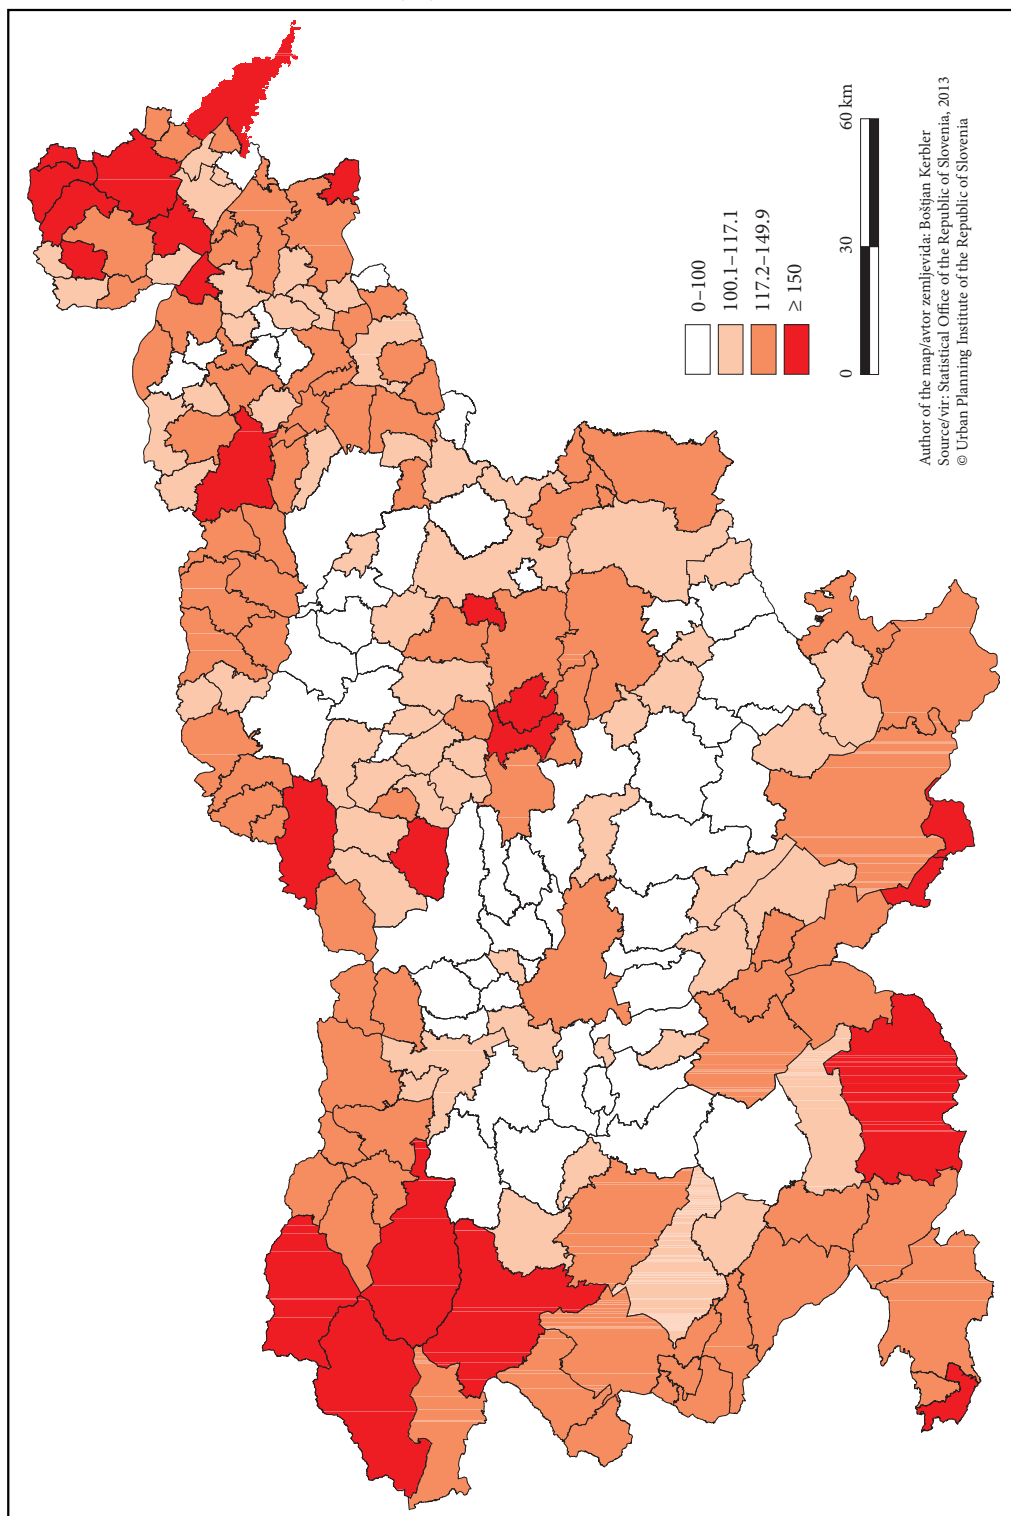 0–100
100.1–117.1
117.2–149.9
≥ 150
0
30
60 km
Author of the map/avtor zemljevida: Boštjan Kerbler
Source/vir: Statistical Office of the Republic of Slovenia, 2013
© Urban Planning Institute of the Republic of Slovenia